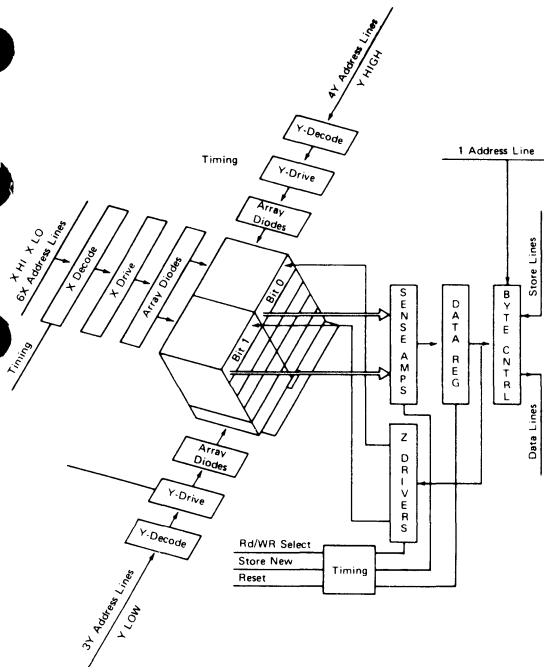 4Y Address Lines
Y HIGH
Y-Decode
Timing
Y-Drive
1 Address Line
Array
Diodes
X HI X LO
6X Address Lines
X Decode
X Drive
Array Diodes
Timing
Bit 0
Bit 1
SENSE AMPS
DATA REG
BYTE CNTRL
Store Lines
Data Lines
Array
Diodes
Z DRIVERS
Y-Drive
Y-Decode
Rd/WR Select
Store New
Reset
Timing
3Y Address Lines
Y LOW